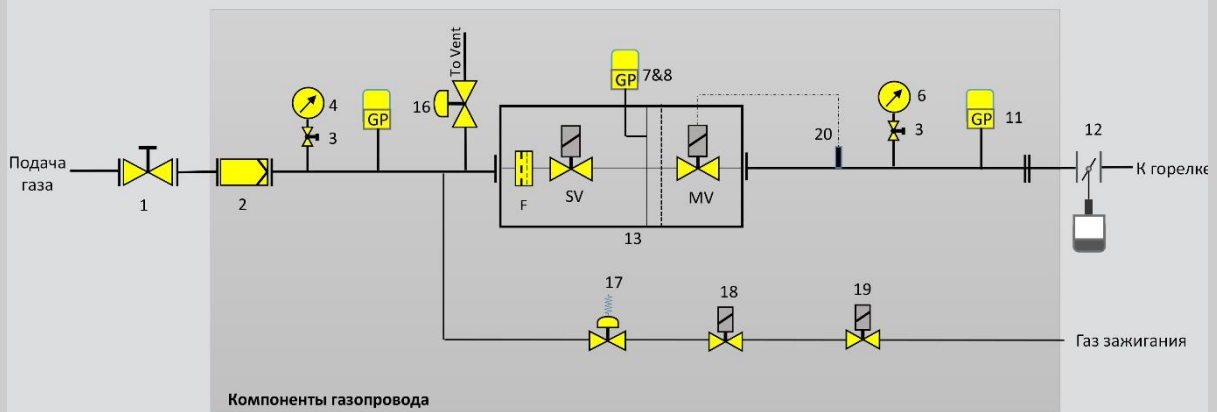 To Vent
4
GP
3
16
GP
7&8
6
3
GP
11
12
20
Подача
газа
К горелке
1
2
F
SV
MV
13
17
18
19
Газ зажигания
Компоненты газопровода